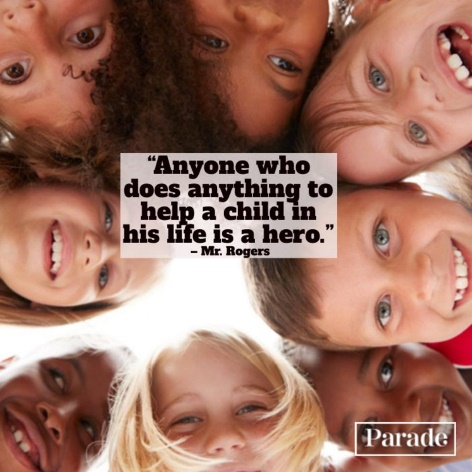 “Anyone who
does anything to
help a child in
his life is a hero.”
– Mr. Rogers
Parade